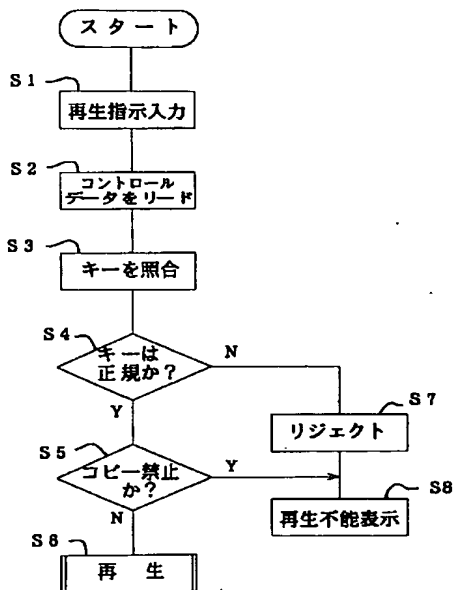 スタート
S1
再生指示入力
S2
コントロール
データをリード
S3
キーを照合
S4
キーは
正規か?
N
Y
S7
リジェクト
S5
コピー禁止
か?
Y
N
S8
再生不能表示
S6
再 生